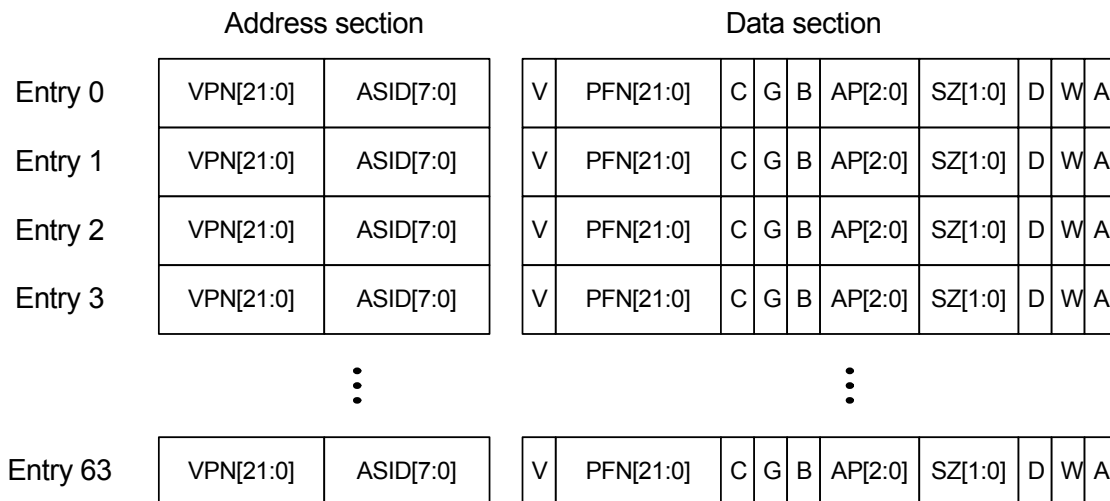 Address section Data section
Entry 0 VPN[21:0] ASID[7:0] V PFN[21:0] C G B AP[2:0] SZ[1:0] D W A
Entry 1 VPN[21:0] ASID[7:0] V PFN[21:0] C G B AP[2:0] SZ[1:0] D W A
Entry 2 VPN[21:0] ASID[7:0] V PFN[21:0] C G B AP[2:0] SZ[1:0] D W A
Entry 3 VPN[21:0] ASID[7:0] V PFN[21:0] C G B AP[2:0] SZ[1:0] D W A
Entry 63 VPN[21:0] ASID[7:0] V PFN[21:0] C G B AP[2:0] SZ[1:0] D W A